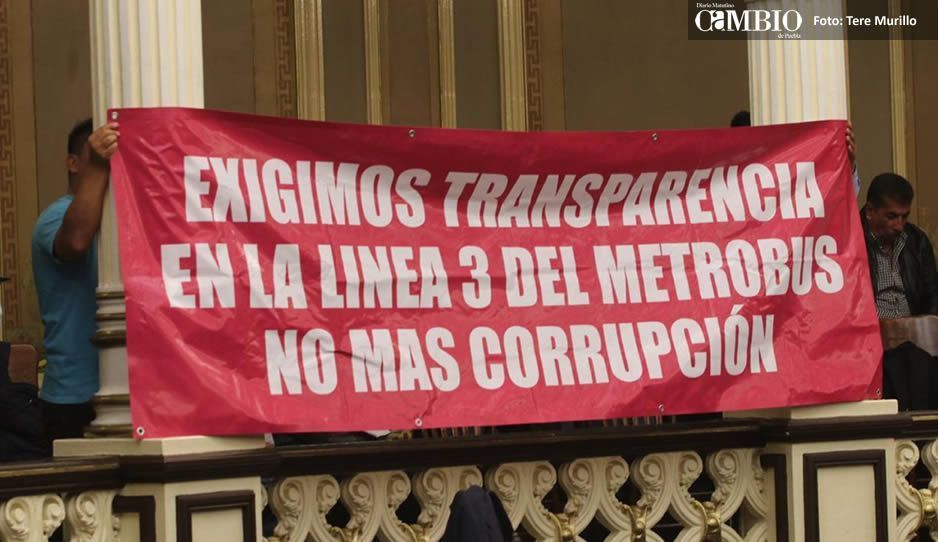 Diario Matutino
CAMBIO
de Puebla
Foto: Tere Murillo
EXIGIMOS TRANSPARENCIA
EN LA LINEA 3 DEL METROBUS
NO MAS CORRUPCIÓN